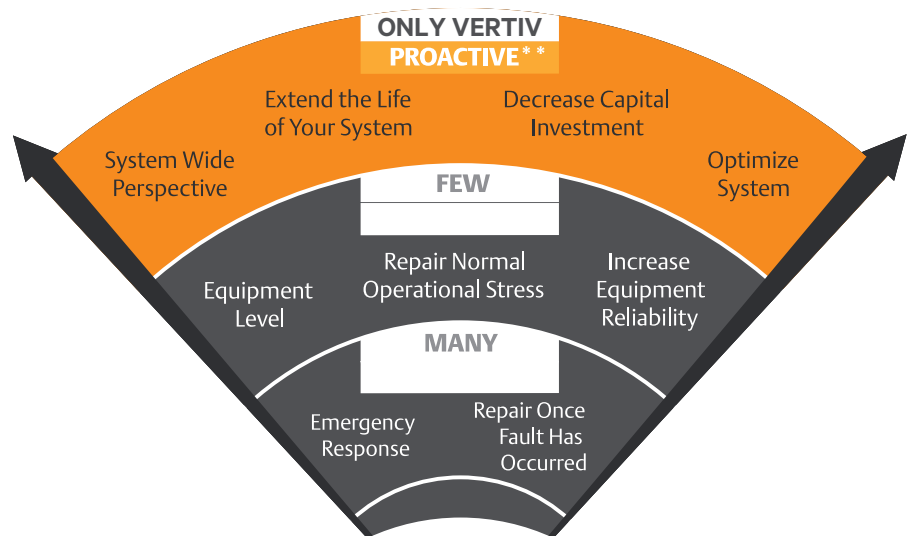 ONLY VERTIV
PROACTIVE**
Extend the Life
of Your System
Decrease Capital
Investment
System Wide
Perspective
Optimize
System
FEW
Repair Normal
Operational Stress
Increase
Equipment
Reliability
Equipment
Level
MANY
Emergency
Response
Repair Once
Fault Has
Occurred